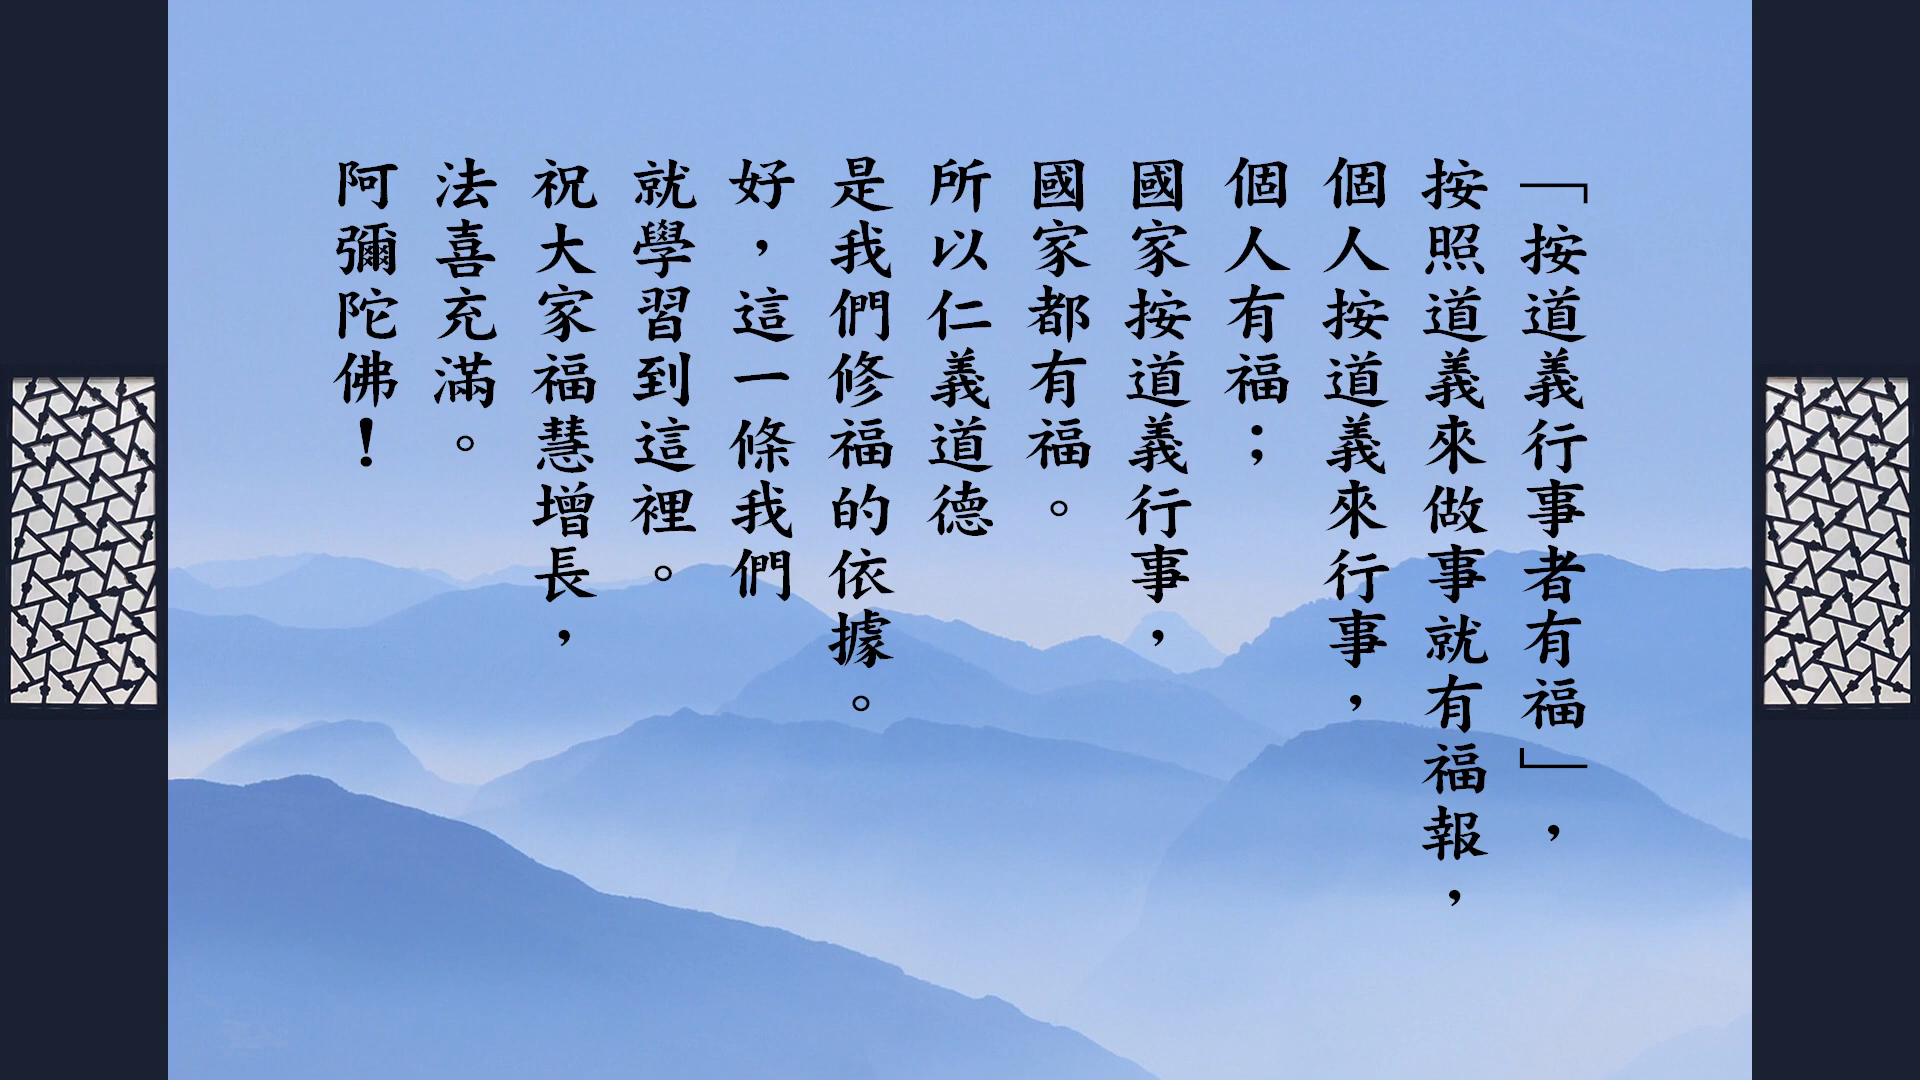 「按道義行事者有福」，
按照道義來做事就有福報，
個人按道義來行事，
個人有福；
國家按道義行事，
國家都有福。
所以仁義道德
是我們修福的依據。
好，這一條我們
就學習到這裡。
祝大家福慧增長，
法喜充滿。
阿彌陀佛！